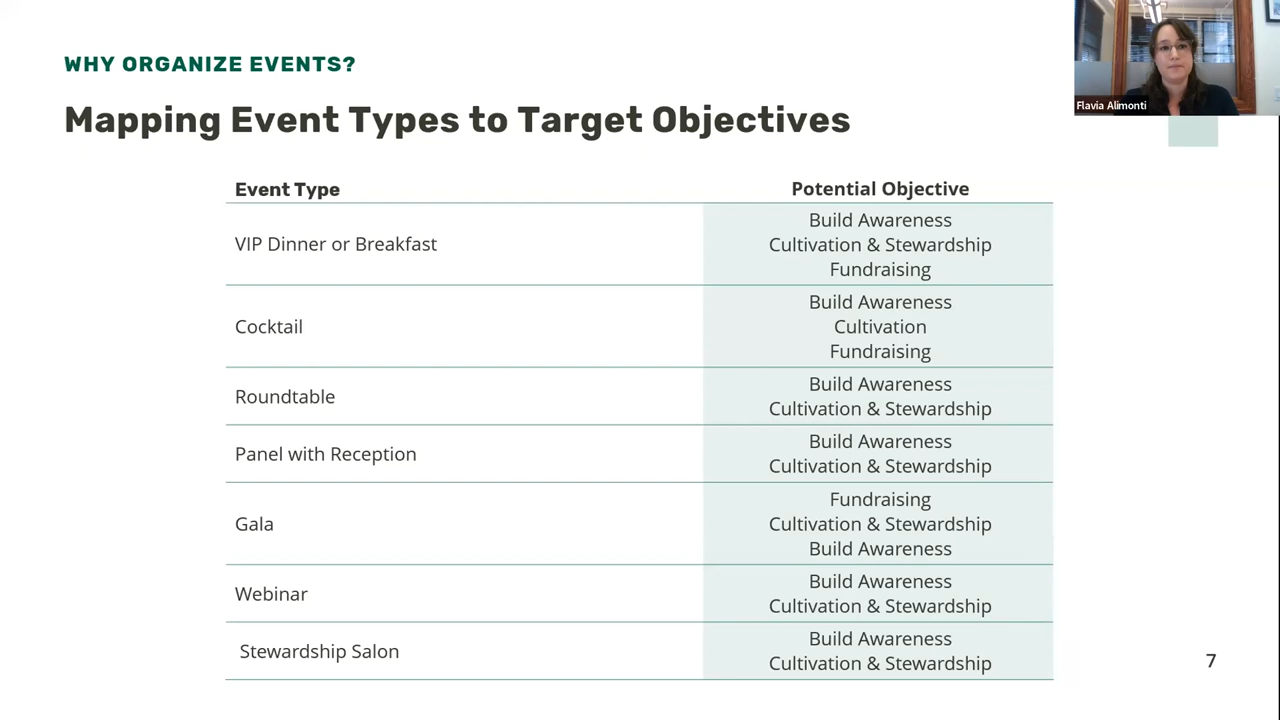 WHY ORGANIZE EVENTS?
Mapping Event Types to Target Objectives
Flavia Alimonti
Event Type
Potential Objective
VIP Dinner or Breakfast
Build Awareness
Cultivation & Stewardship
Fundraising
Cocktail
Build Awareness
Cultivation
Fundraising
Roundtable
Build Awareness
Cultivation & Stewardship
Panel with Reception
Build Awareness
Cultivation & Stewardship
Gala
Fundraising
Cultivation & Stewardship
Build Awareness
Webinar
Build Awareness
Cultivation & Stewardship
Stewardship Salon
Build Awareness
Cultivation & Stewardship
7